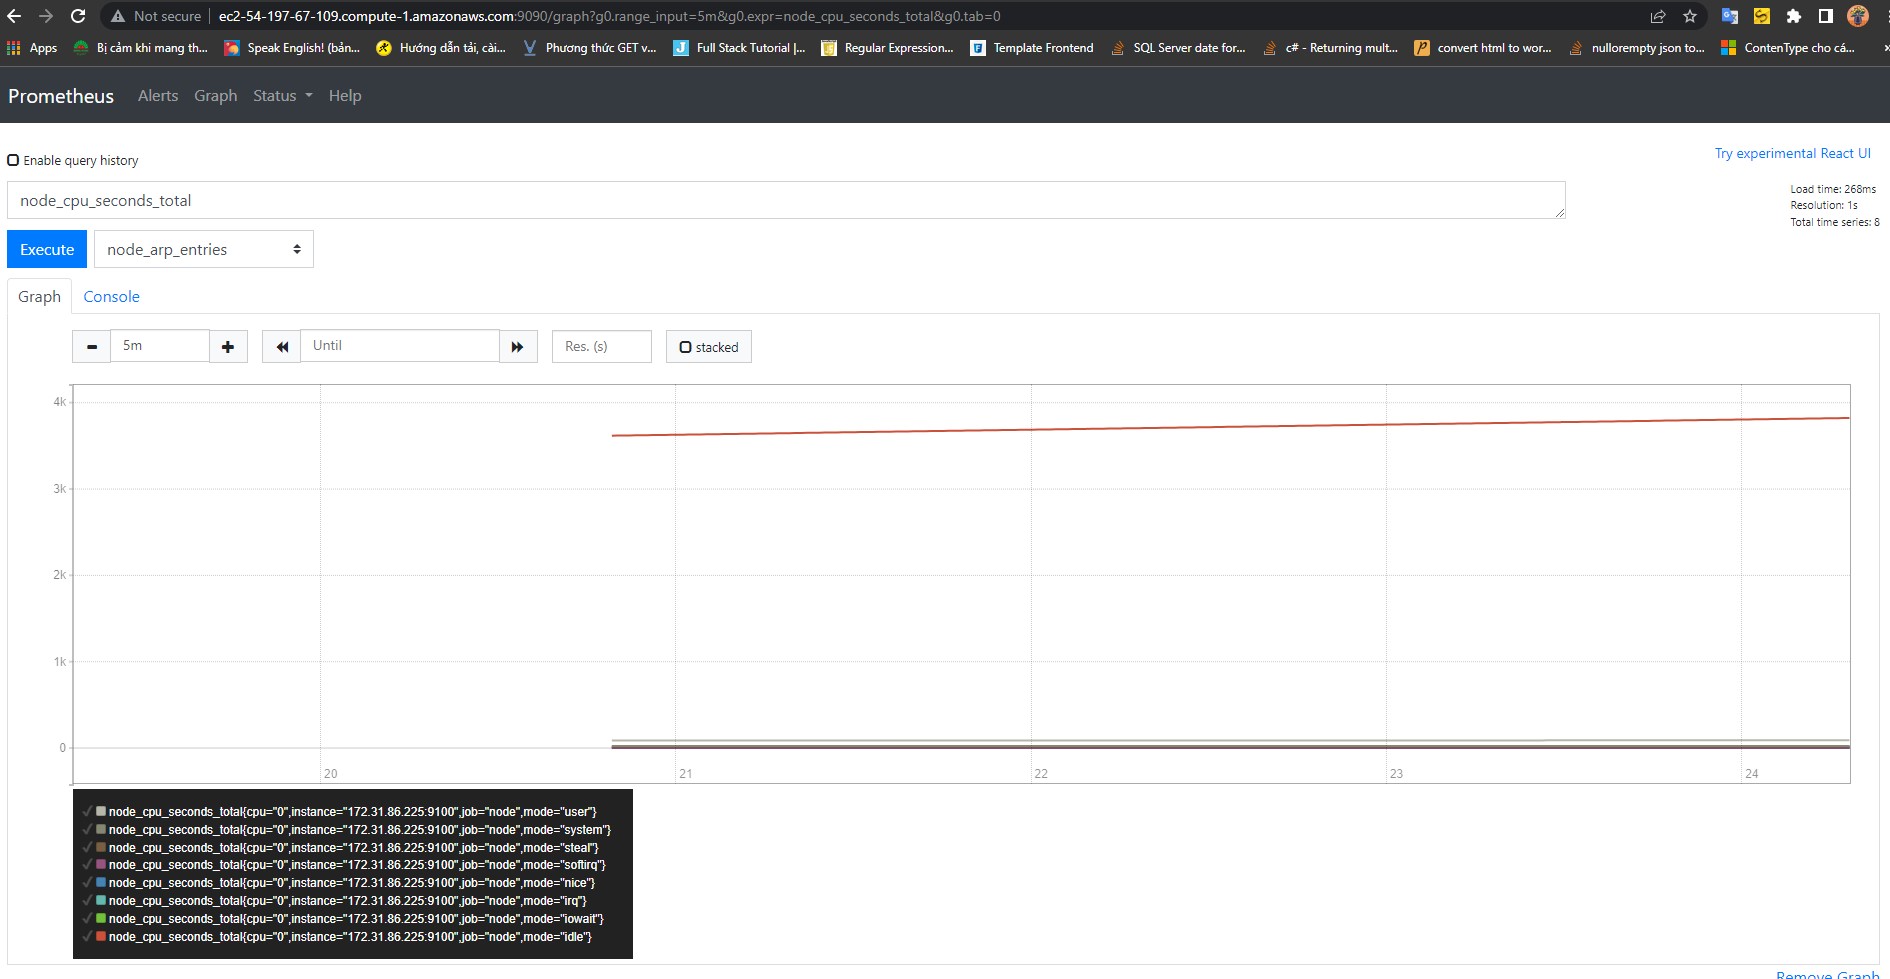 Not secure
ec2-54-197-67-109.compute-1.amazonaws.com:9090/graph?g0.range_input=5m&g0.expr=node_cpu_seconds_total&g0.tab=0
Apps
Bị cảm khi mang th...
Speak English! (bản...
Hướng dẫn tải, cài...
Phương thức GET v...
Full Stack Tutorial |...
Regular Expression...
Template Frontend
SQL Server date for...
c# - Returning mult...
convert html to wor...
nullorempty json to...
ContenType cho cá...
»
Prometheus
Alerts
Graph
Status
Help
Enable query history
Try experimental React UI
node_cpu_seconds_total
Load time: 268ms
Resolution: 1s
Total time series: 8
Execute
node_arp_entries
Graph
Console
5m
Until
Res. (s)
stacked
4k
3k
2k
1k
0
20
21
22
23
24
node_cpu_seconds_total{cpu="0",instance="172.31.86.225:9100",job="node",mode="user"}
node_cpu_seconds_total{cpu="0",instance="172.31.86.225:9100",job="node",mode="system"}
node_cpu_seconds_total{cpu="0",instance="172.31.86.225:9100",job="node",mode="steal"}
node_cpu_seconds_total{cpu="0",instance="172.31.86.225:9100",job="node",mode="softirq"}
node_cpu_seconds_total{cpu="0",instance="172.31.86.225:9100",job="node",mode="nice"}
node_cpu_seconds_total{cpu="0",instance="172.31.86.225:9100",job="node",mode="irq"}
node_cpu_seconds_total{cpu="0",instance="172.31.86.225:9100",job="node",mode="iowait"}
node_cpu_seconds_total{cpu="0",instance="172.31.86.225:9100",job="node",mode="idle"}
Remove Graph